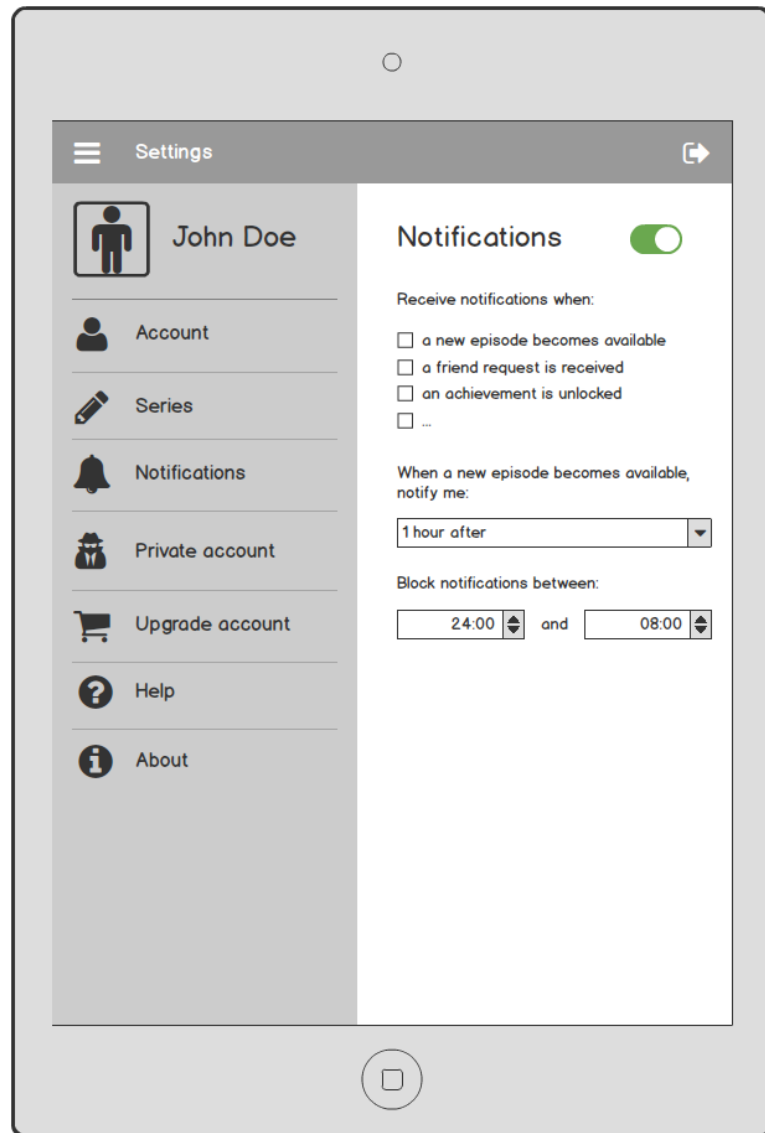 Settings
John Doe
Account
Series
Notifications
Private account
Upgrade account
Help
About
Notifications
Receive notifications when:
a new episode becomes available
a friend request is received
an achievement is unlocked
...
When a new episode becomes available,
notify me:
1 hour after
Block notifications between:
24:00 and 08:00